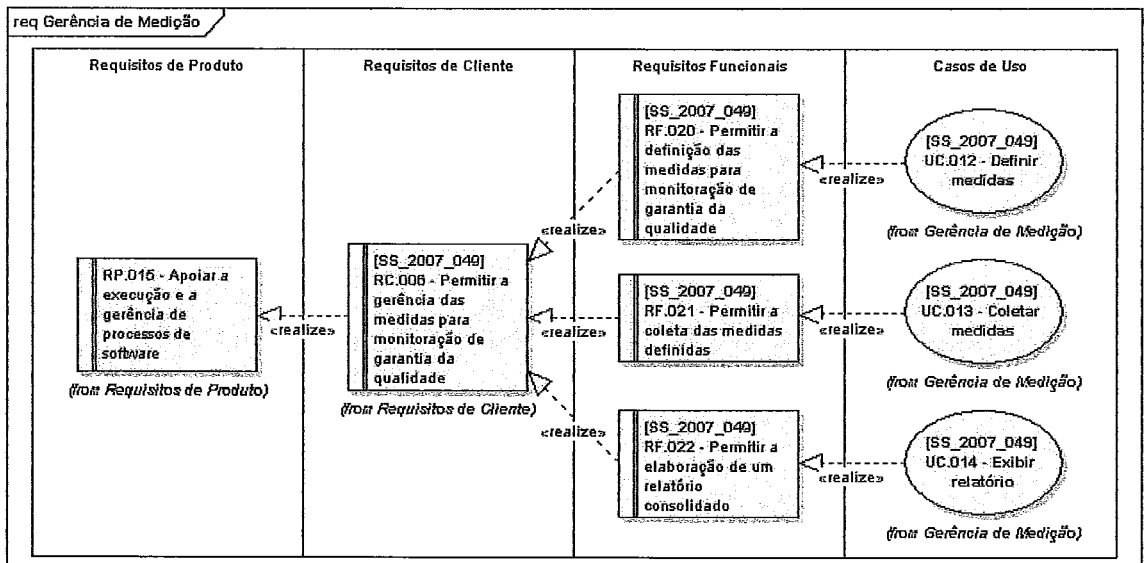 req Gerência de Medição
Requisitos de Produto
Requisitos de Cliente
Requisitos Funcionais
Casos de Uso
RP.015 - Apoiar a
execução e a
gerência de
processos de
software
(from Requisitos de Produto)
«realize»
[SS_2007_049]
RC.006 - Permitir a
gerência das
medidas para
monitoração de
garantia da
qualidade
(from Requisitos de Cliente)
«realize»
«realize»
«realize»
[SS_2007_049]
RF.020 - Permitir a
definição das
medidas para
monitoração de
garantia da
qualidade
[SS_2007_049]
RF.021 - Permitir a
coleta das medidas
definidas
[SS_2007_049]
RF.022 - Permitir a
elaboração de um
relatório
consolidado
«realize»
«realize»
«realize»
[SS_2007_049]
UC.012 - Definir
medidas
(from Gerência de Medição)
[SS_2007_049]
UC.013 - Coletar
medidas
(from Gerência de Medição)
[SS_2007_049]
UC.014 - Exibir
relatório
(from Gerência de Medição)